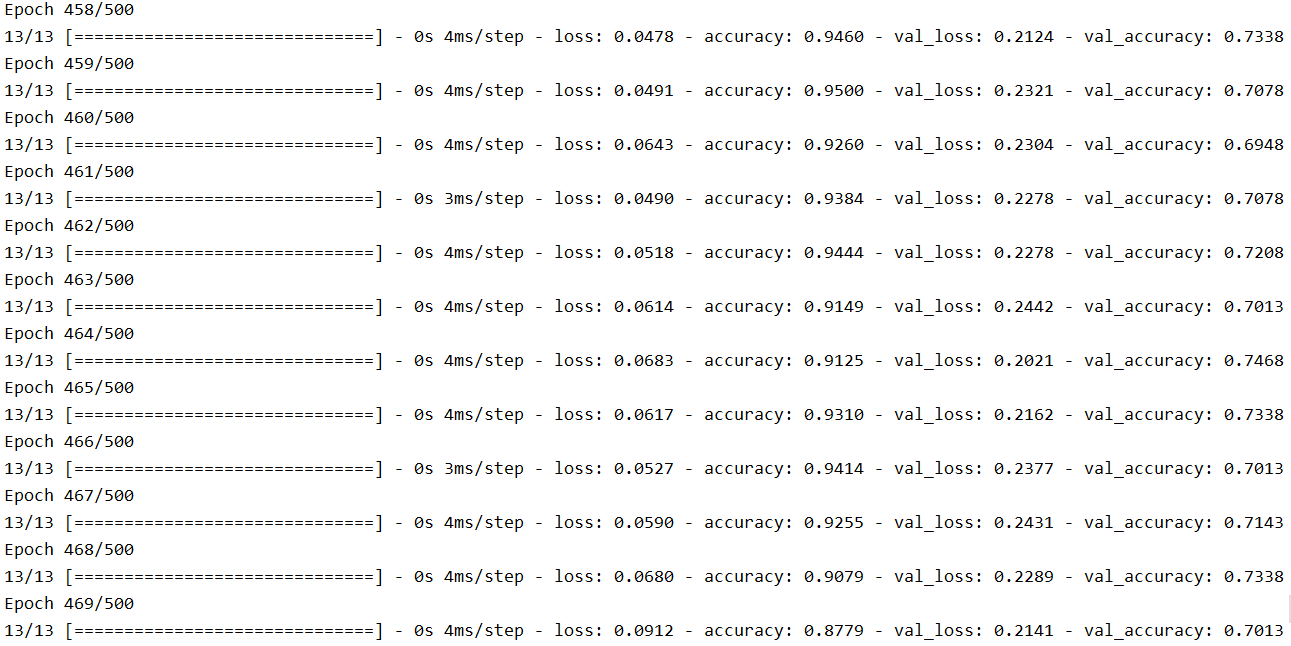 Epoch 458/500
13/13 [==============================] - 0s 4ms/step - loss: 0.0478 - accuracy: 0.9460 - val_loss: 0.2124 - val_accuracy: 0.7338
Epoch 459/500
13/13 [==============================] - 0s 4ms/step - loss: 0.0491 - accuracy: 0.9500 - val_loss: 0.2321 - val_accuracy: 0.7078
Epoch 460/500
13/13 [==============================] - 0s 4ms/step - loss: 0.0643 - accuracy: 0.9260 - val_loss: 0.2304 - val_accuracy: 0.6948
Epoch 461/500
13/13 [==============================] - 0s 3ms/step - loss: 0.0490 - accuracy: 0.9384 - val_loss: 0.2278 - val_accuracy: 0.7078
Epoch 462/500
13/13 [==============================] - 0s 4ms/step - loss: 0.0518 - accuracy: 0.9444 - val_loss: 0.2278 - val_accuracy: 0.7208
Epoch 463/500
13/13 [==============================] - 0s 4ms/step - loss: 0.0614 - accuracy: 0.9149 - val_loss: 0.2442 - val_accuracy: 0.7013
Epoch 464/500
13/13 [==============================] - 0s 4ms/step - loss: 0.0683 - accuracy: 0.9125 - val_loss: 0.2021 - val_accuracy: 0.7468
Epoch 465/500
13/13 [==============================] - 0s 4ms/step - loss: 0.0617 - accuracy: 0.9310 - val_loss: 0.2162 - val_accuracy: 0.7338
Epoch 466/500
13/13 [==============================] - 0s 3ms/step - loss: 0.0527 - accuracy: 0.9414 - val_loss: 0.2377 - val_accuracy: 0.7013
Epoch 467/500
13/13 [==============================] - 0s 4ms/step - loss: 0.0590 - accuracy: 0.9255 - val_loss: 0.2431 - val_accuracy: 0.7143
Epoch 468/500
13/13 [==============================] - 0s 4ms/step - loss: 0.0680 - accuracy: 0.9079 - val_loss: 0.2289 - val_accuracy: 0.7338
Epoch 469/500
13/13 [==============================] - 0s 4ms/step - loss: 0.0912 - accuracy: 0.8779 - val_loss: 0.2141 - val_accuracy: 0.7013